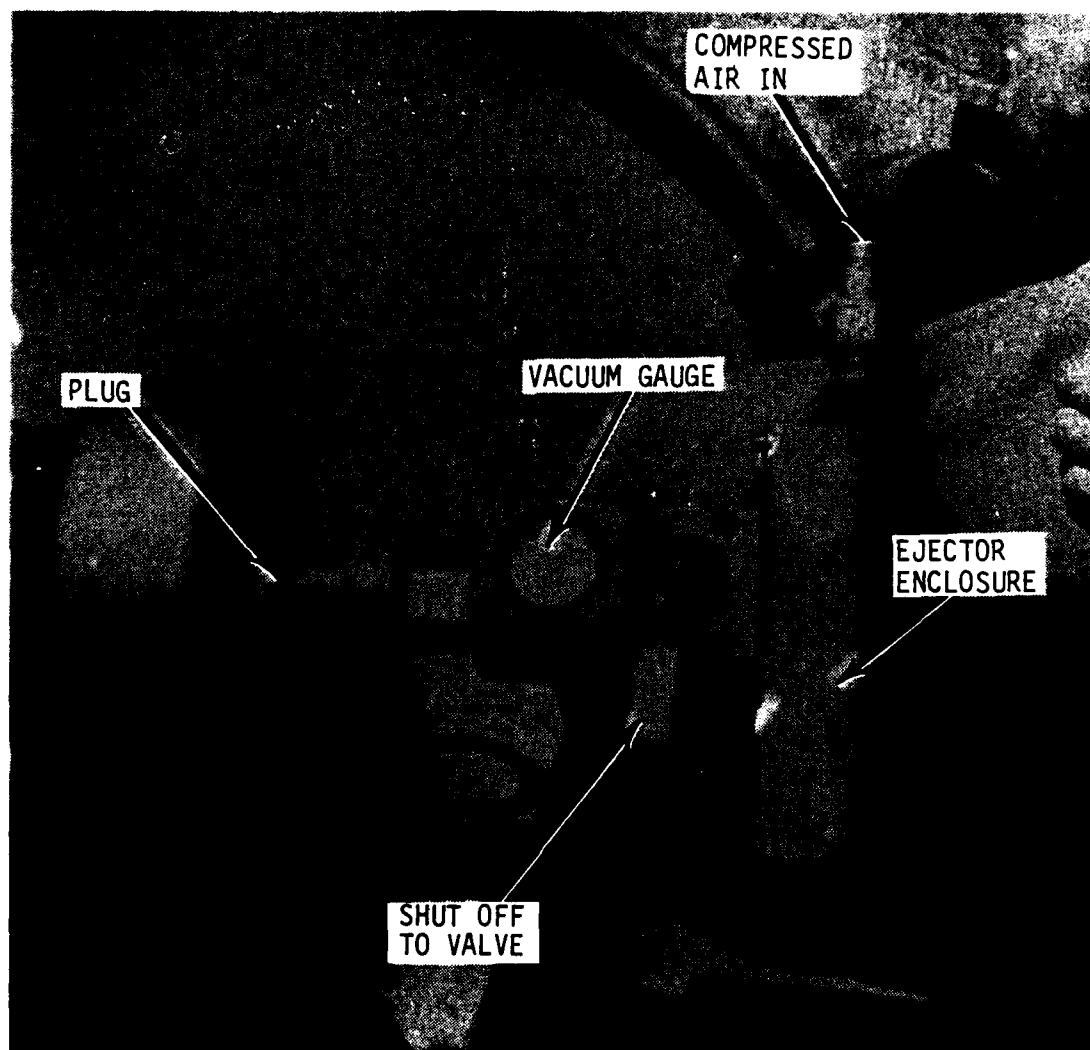 COMPRESSED
AIR IN
PLUG
VACUUM GAUGE
EJECTOR
ENCLOSURE
SHUT OFF
TO VALVE